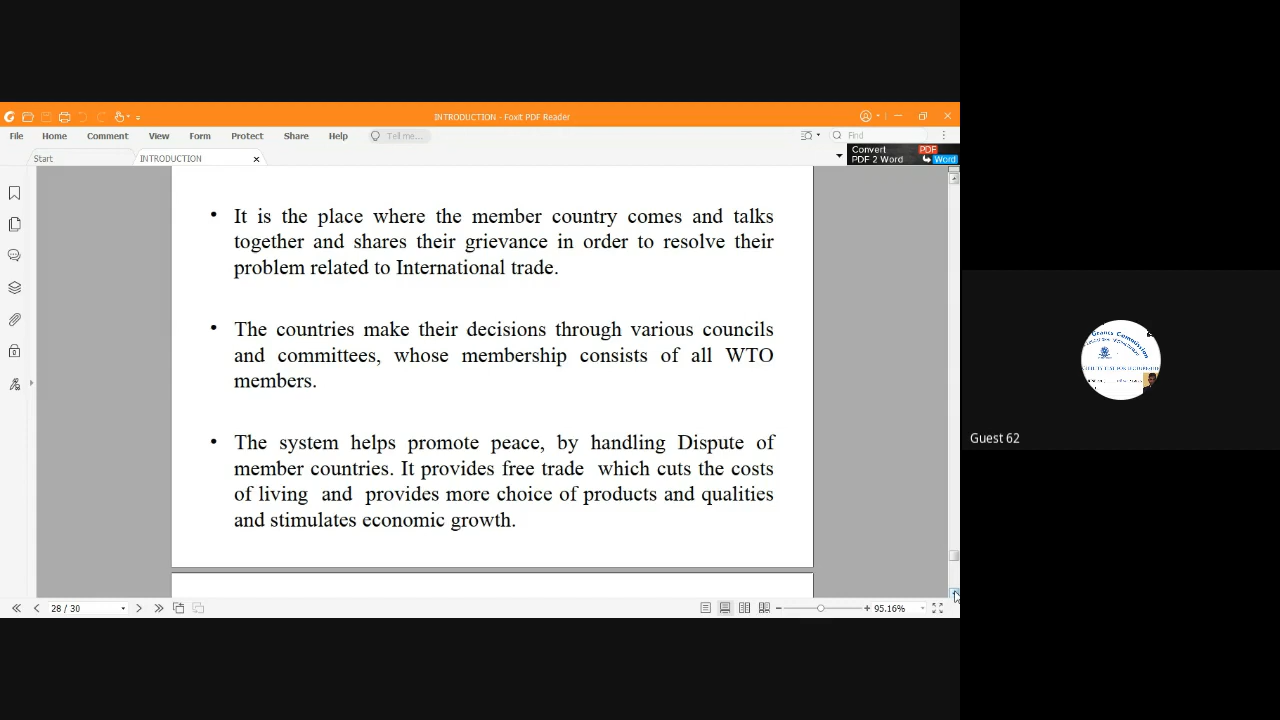 INTRODUCTION - Foxit PDF Reader
File Home Comment View Form Protect Share Help Tell me... Find
Start INTRODUCTION
Convert PDF
PDF 2 Word Word
• It is the place where the member country comes and talks
together and shares their grievance in order to resolve their
problem related to International trade.
• The countries make their decisions through various councils
and committees, whose membership consists of all WTO
members.
• The system helps promote peace, by handling Dispute of
member countries. It provides free trade which cuts the costs
of living and provides more choice of products and qualities
and stimulates economic growth.
28 / 30 95.16%
Grants Commission
Guest 62